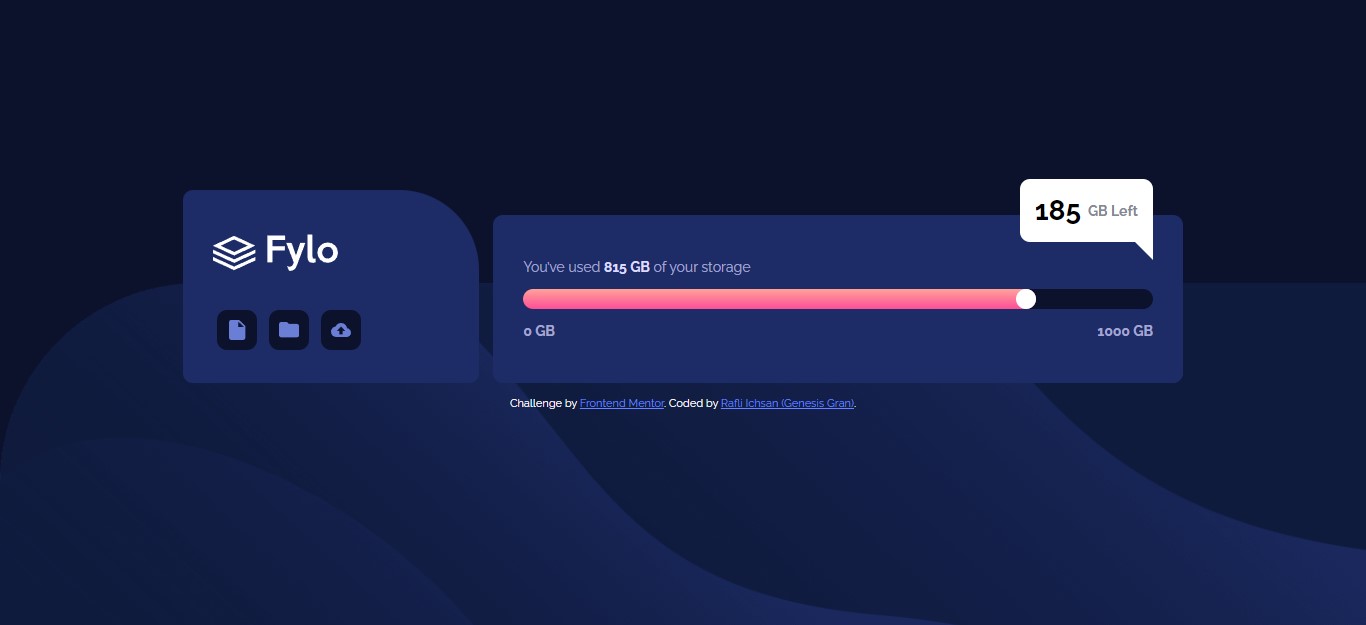 Fylo
185 GB Left
You've used 815 GB of your storage
0 GB
1000 GB
Challenge by Frontend Mentor. Coded by Rafli Ichsan (Genesis Gran).